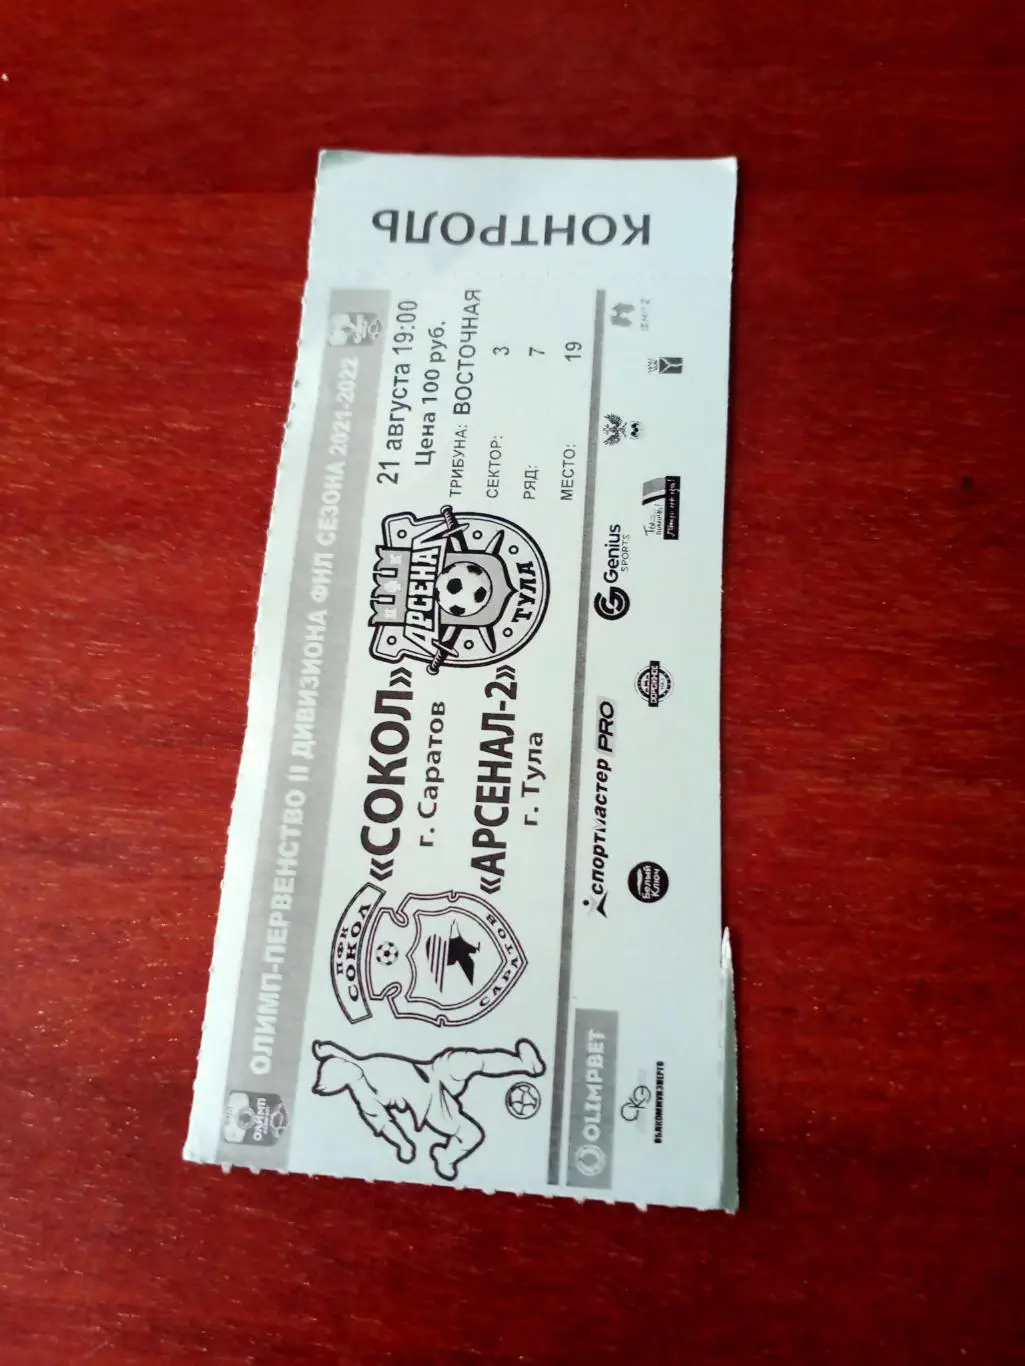 КОНТРОЛЬ
ОЛИМП-ПЕРВЕНСТВО II ДИВИЗИОНА ФНЛ СЕЗОНА 2021-2022
ОЛИМП
21 августа 19:00
Цена 100 руб.
ТРИБУНА: ВОСТОЧНАЯ
СЕКТОР: 3
РЯД: 7
МЕСТО: 19
«СОКОЛ»
г. Саратов
«АРСЕНАЛ-2»
г. Тула
АРСЕНАЛ
ТУЛА
ПФК
СОКОЛ
САРАТОВ
OLIMPBET
спортмастер PRO
Genius
SPORTS
Белый
Ключ